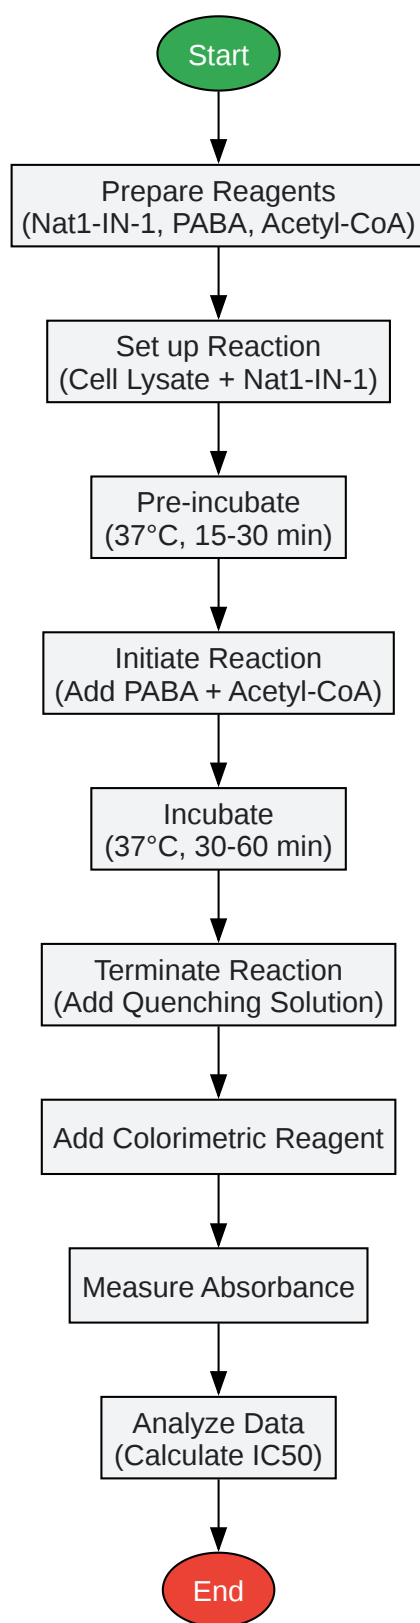 Start
Prepare Reagents
(Nat1-IN-1, PABA, Acetyl-CoA)
Set up Reaction
(Cell Lysate + Nat1-IN-1)
Pre-incubate
(37°C, 15-30 min)
Initiate Reaction
(Add PABA + Acetyl-CoA)
Incubate
(37°C, 30-60 min)
Terminate Reaction
(Add Quenching Solution)
Add Colorimetric Reagent
Measure Absorbance
Analyze Data
(Calculate IC50)
End